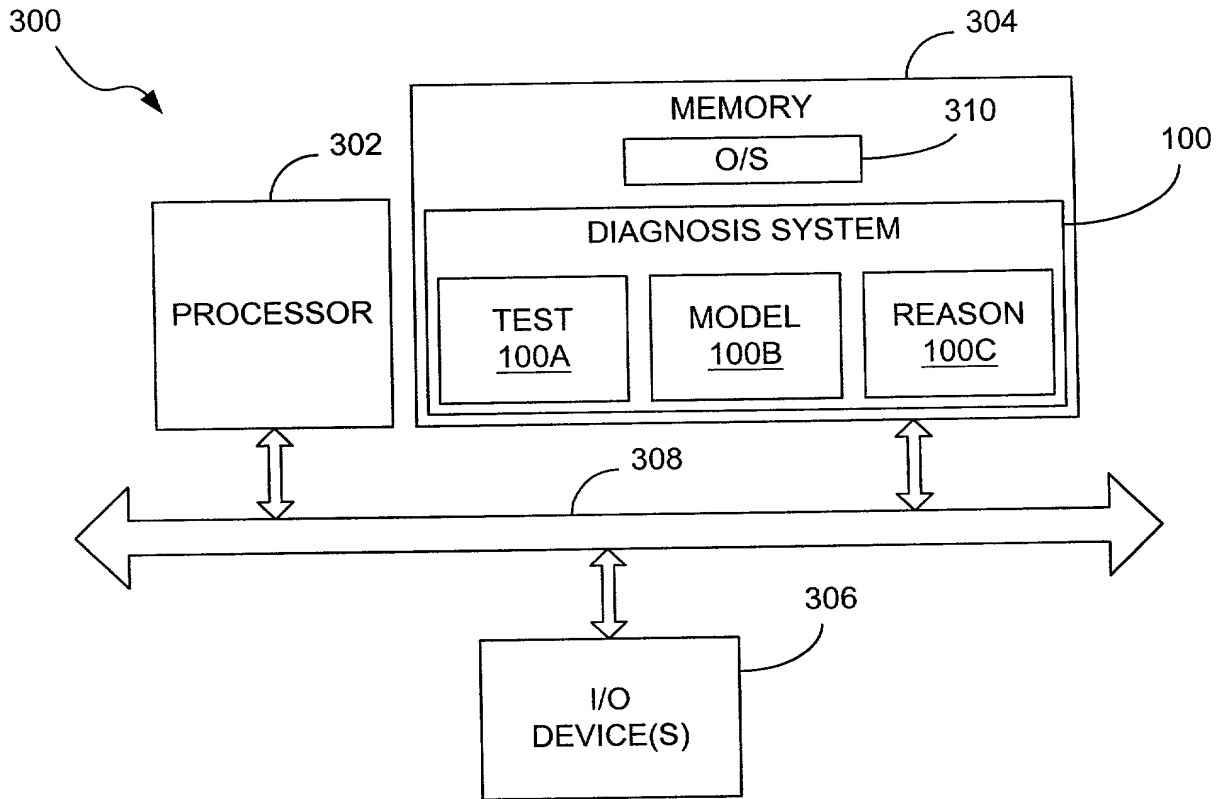 300
304
MEMORY
310
302
O/S
100
DIAGNOSIS SYSTEM
PROCESSOR
TEST
100A
MODEL
100B
REASON
100C
308
306
I/O
DEVICE(S)